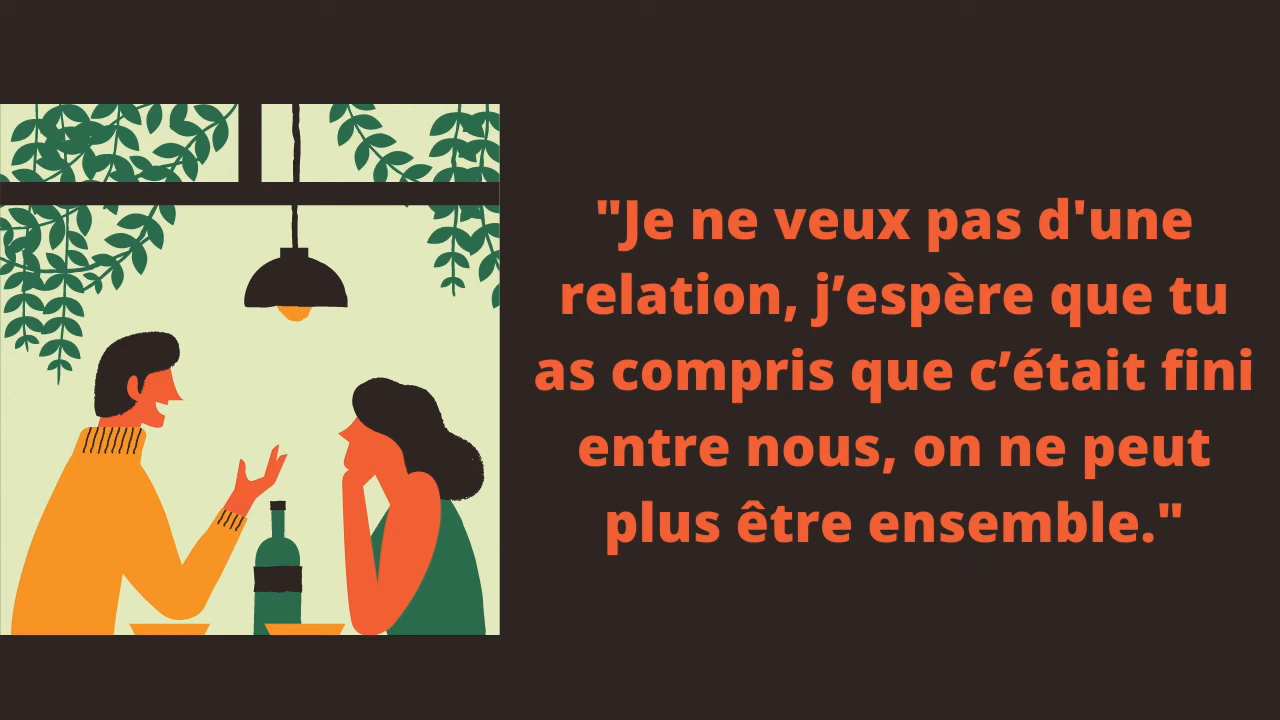 "Je ne veux pas d'une
relation, j’espère que tu
as compris que c’était fini
entre nous, on ne peut
plus être ensemble."